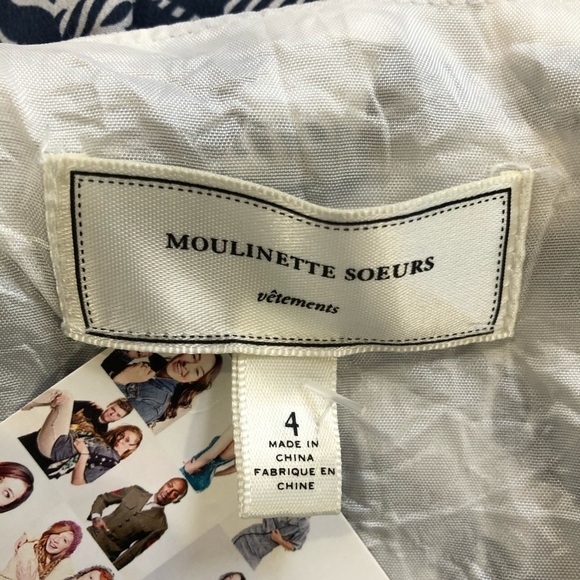 MOULINETTE SOEURS
vêtements
4
MADE IN
CHINA
FABRIQUE EN
CHINE